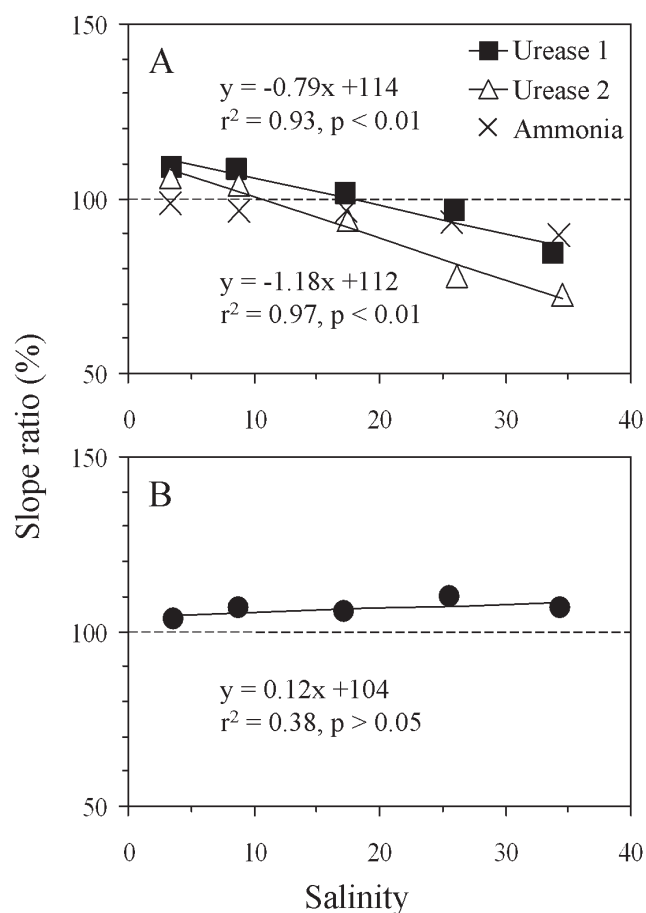 150
A
Urease 1
Urease 2
Ammonia
y = -0.79x +114
r² = 0.93, p < 0.01
100
y = -1.18x +112
r² = 0.97, p < 0.01
50
0 10 20 30 40
Slope ratio (%)
150
B
100
y = 0.12x +104
r² = 0.38, p > 0.05
50
0 10 20 30 40
Salinity